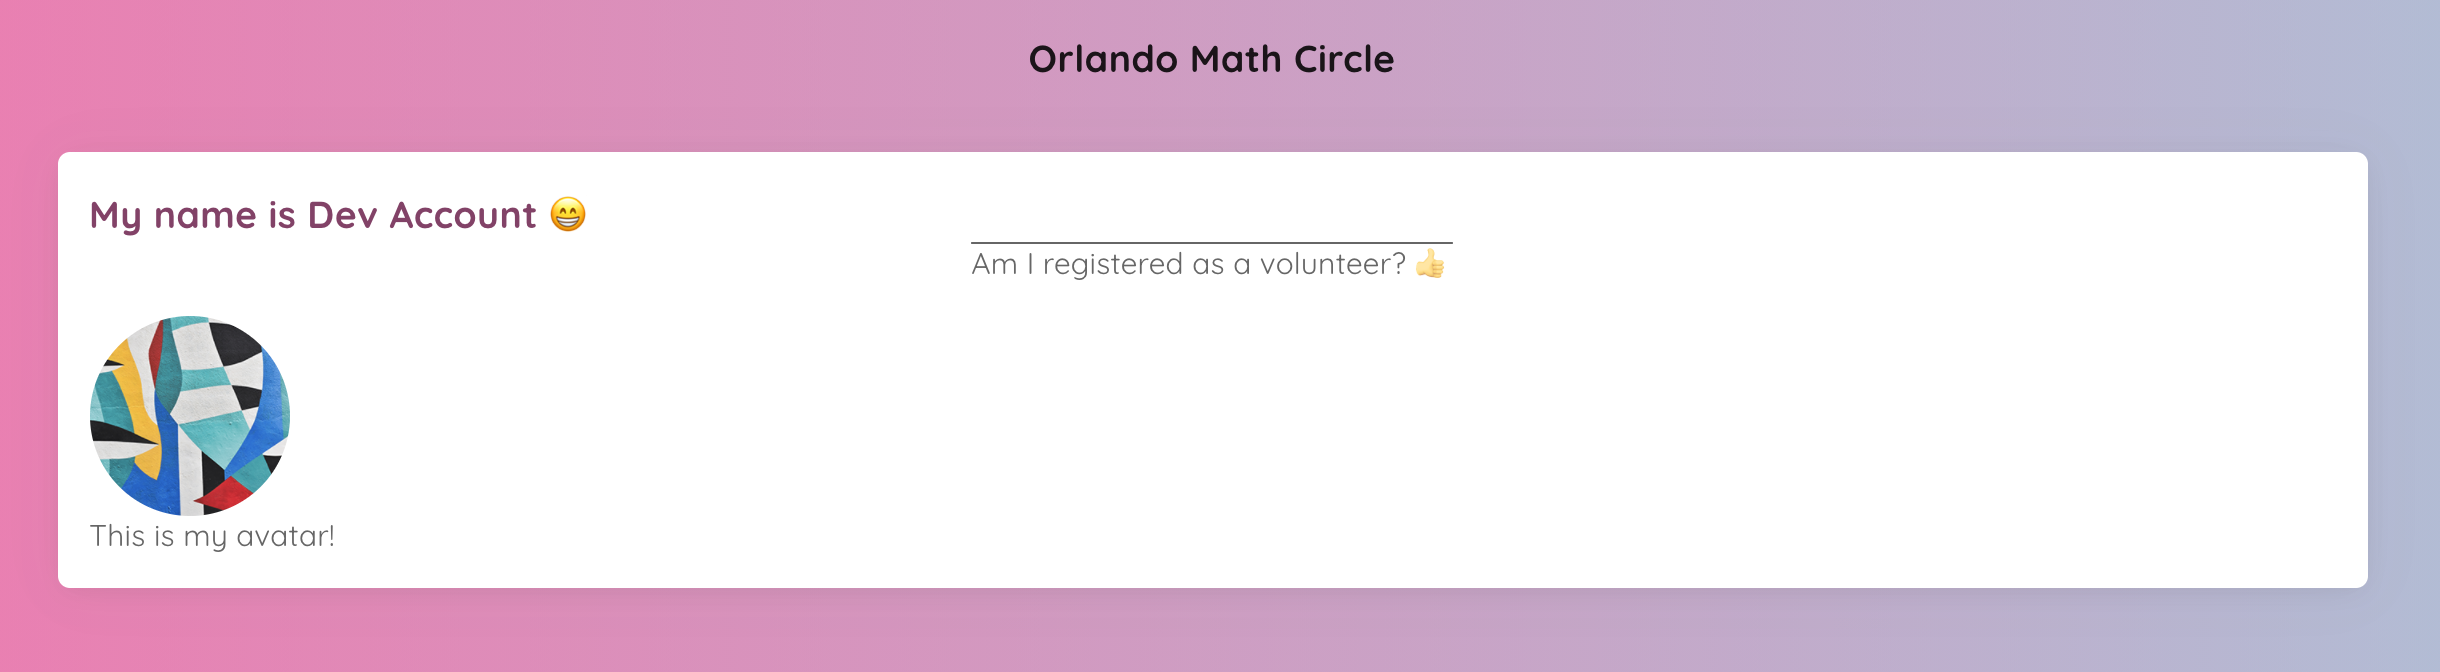 Orlando Math Circle
My name is Dev Account 😁
Am I registered as a volunteer? 👍
This is my avatar!